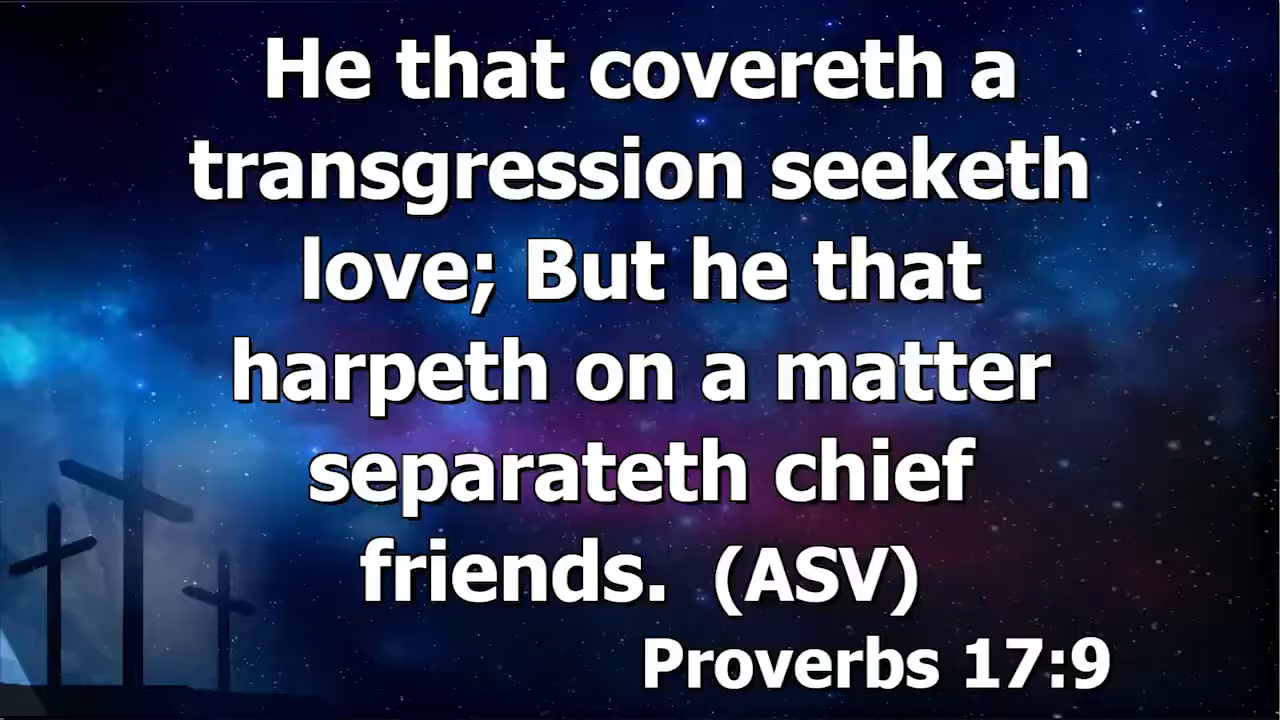 He that covereth a
transgression seeketh
love; But he that
harpeth on a matter
separateth chief
friends. (ASV)
Proverbs 17:9